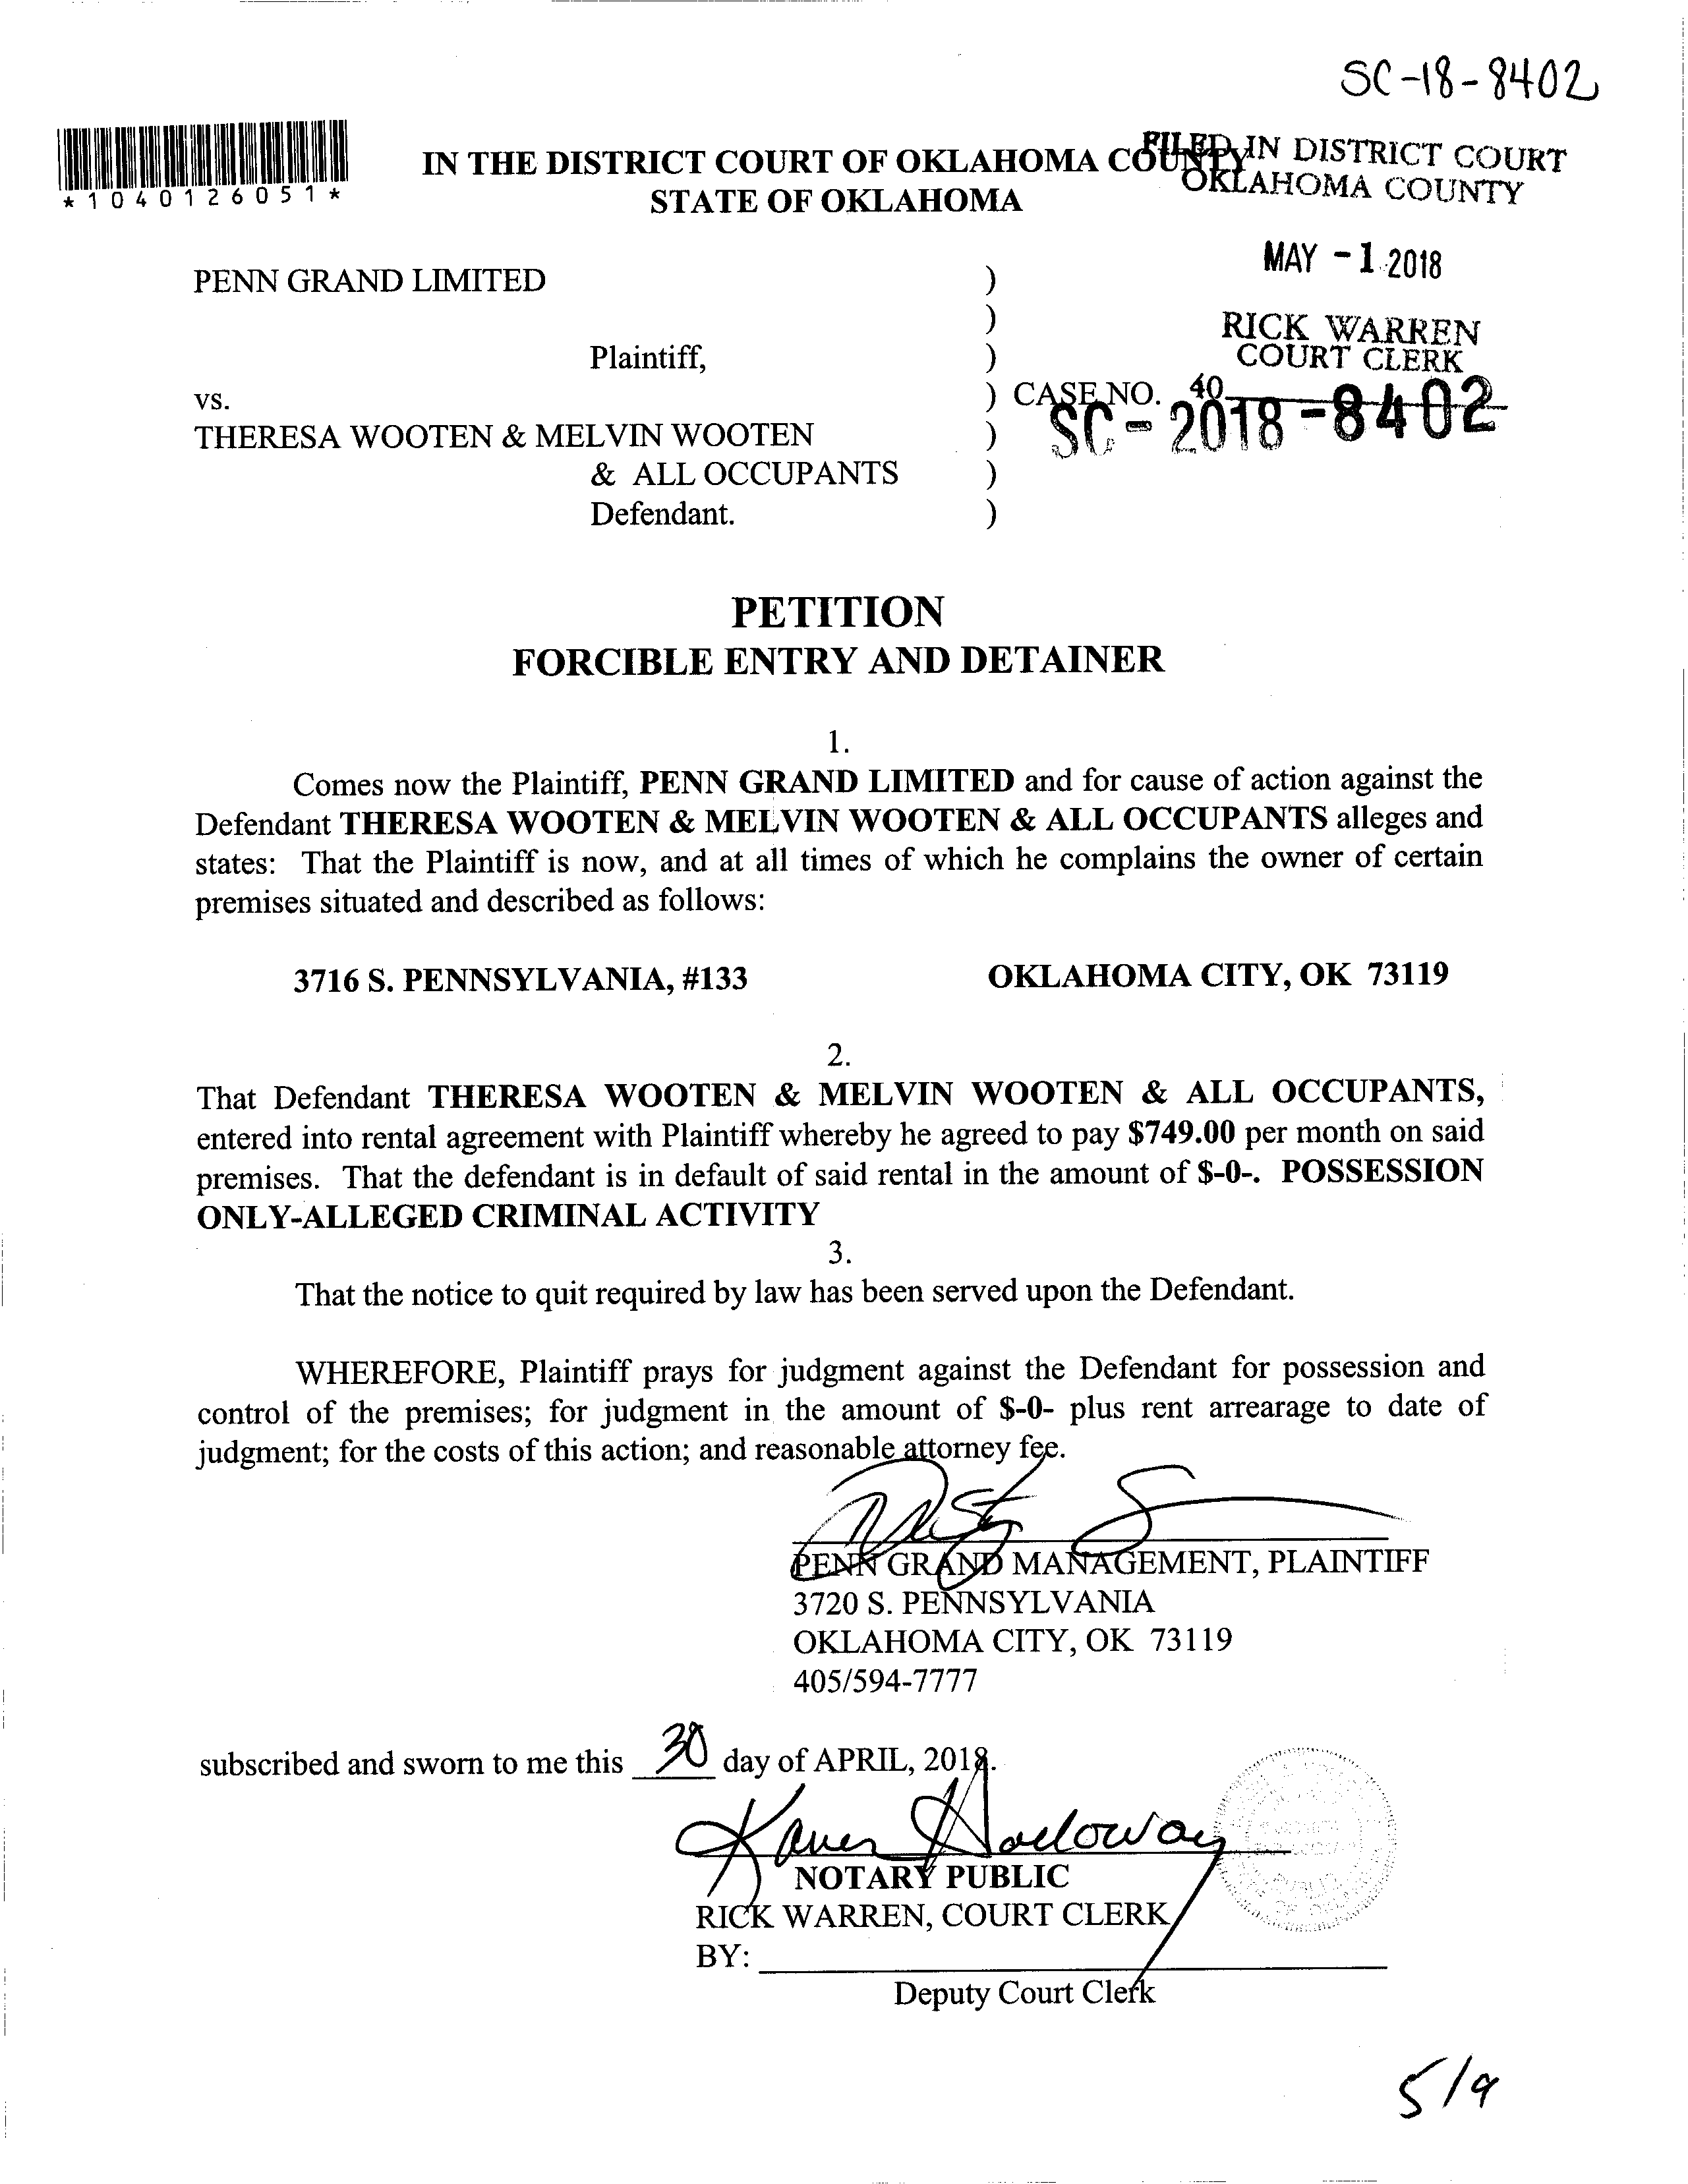 SC-18-8402
*1040126051*
IN THE DISTRICT COURT OF OKLAHOMA COUNTY
STATE OF OKLAHOMA
FILED IN DISTRICT COURT
OKLAHOMA COUNTY
MAY - 1 2018
RICK WARREN
COURT CLERK
40
PENN GRAND LIMITED )
)
Plaintiff, )
vs. ) CASE NO. SC-2018-8402
THERESA WOOTEN & MELVIN WOOTEN )
& ALL OCCUPANTS )
Defendant. )
PETITION
FORCIBLE ENTRY AND DETAINER
1.
Comes now the Plaintiff, PENN GRAND LIMITED and for cause of action against the
Defendant THERESA WOOTEN & MELVIN WOOTEN & ALL OCCUPANTS alleges and
states: That the Plaintiff is now, and at all times of which he complains the owner of certain
premises situated and described as follows:
3716 S. PENNSYLVANIA, #133 OKLAHOMA CITY, OK 73119
2.
That Defendant THERESA WOOTEN & MELVIN WOOTEN & ALL OCCUPANTS,
entered into rental agreement with Plaintiff whereby he agreed to pay $749.00 per month on said
premises. That the defendant is in default of said rental in the amount of $-0-. POSSESSION
ONLY-ALLEGED CRIMINAL ACTIVITY
3.
That the notice to quit required by law has been served upon the Defendant.
WHEREFORE, Plaintiff prays for judgment against the Defendant for possession and
control of the premises; for judgment in the amount of $-0- plus rent arrearage to date of
judgment; for the costs of this action; and reasonable attorney fee.
PENN GRAND MANAGEMENT, PLAINTIFF
3720 S. PENNSYLVANIA
OKLAHOMA CITY, OK 73119
405/594-7777
subscribed and sworn to me this 30 day of APRIL, 2018.
Karen Holloway
NOTARY PUBLIC
RICK WARREN, COURT CLERK
BY:
Deputy Court Clerk
5/9